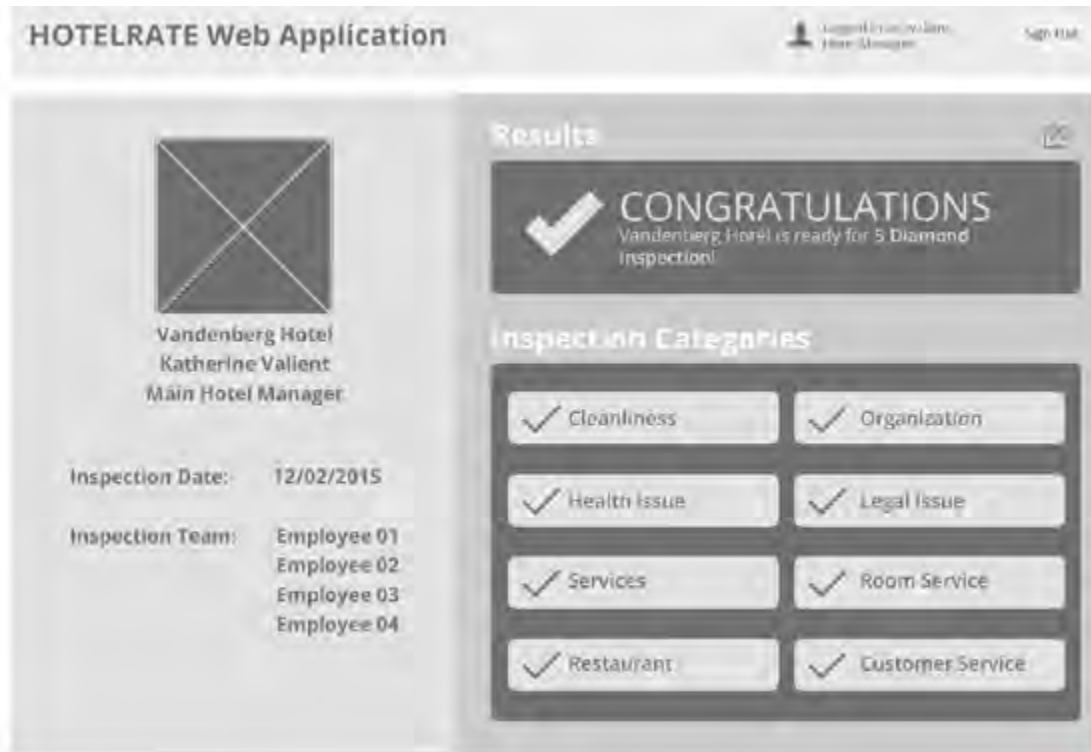 HOTELRATE Web Application
Sign Out
Vandenberg Hotel
Katherine Valient
Main Hotel Manager
Inspection Date: 12/02/2015
Inspection Team: Employee 01
Employee 02
Employee 03
Employee 04
Results
CONGRATULATIONS
Vandenberg Hotel is ready for 5 Diamond
Inspection!
Inspection Categories
Cleanliness
Organization
Health Issue
Legal Issue
Services
Room Service
Restaurant
Customer Service